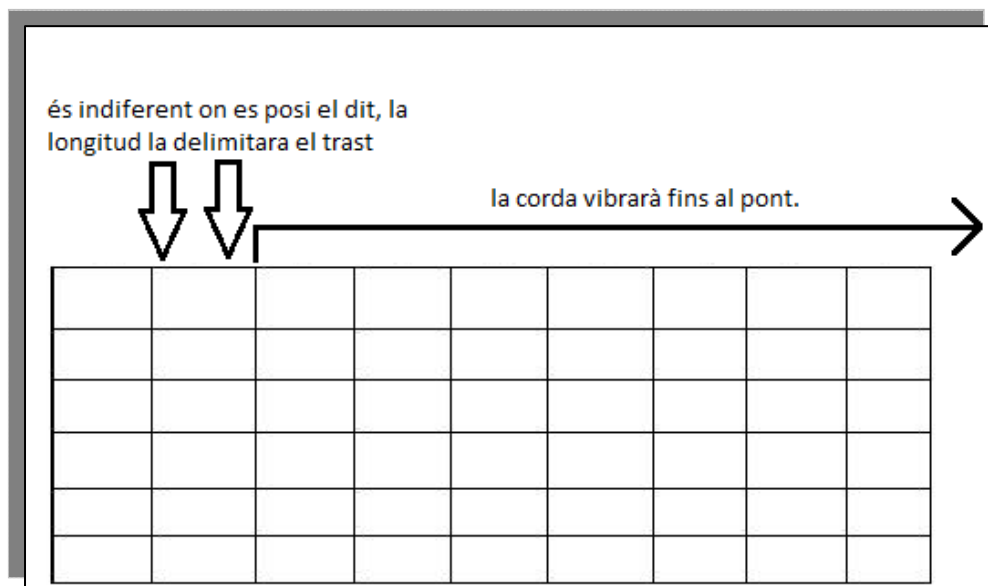 és indiferent on es posi el dit, la
longitud la delimitara el trast
la corda vibrarà fins al pont.